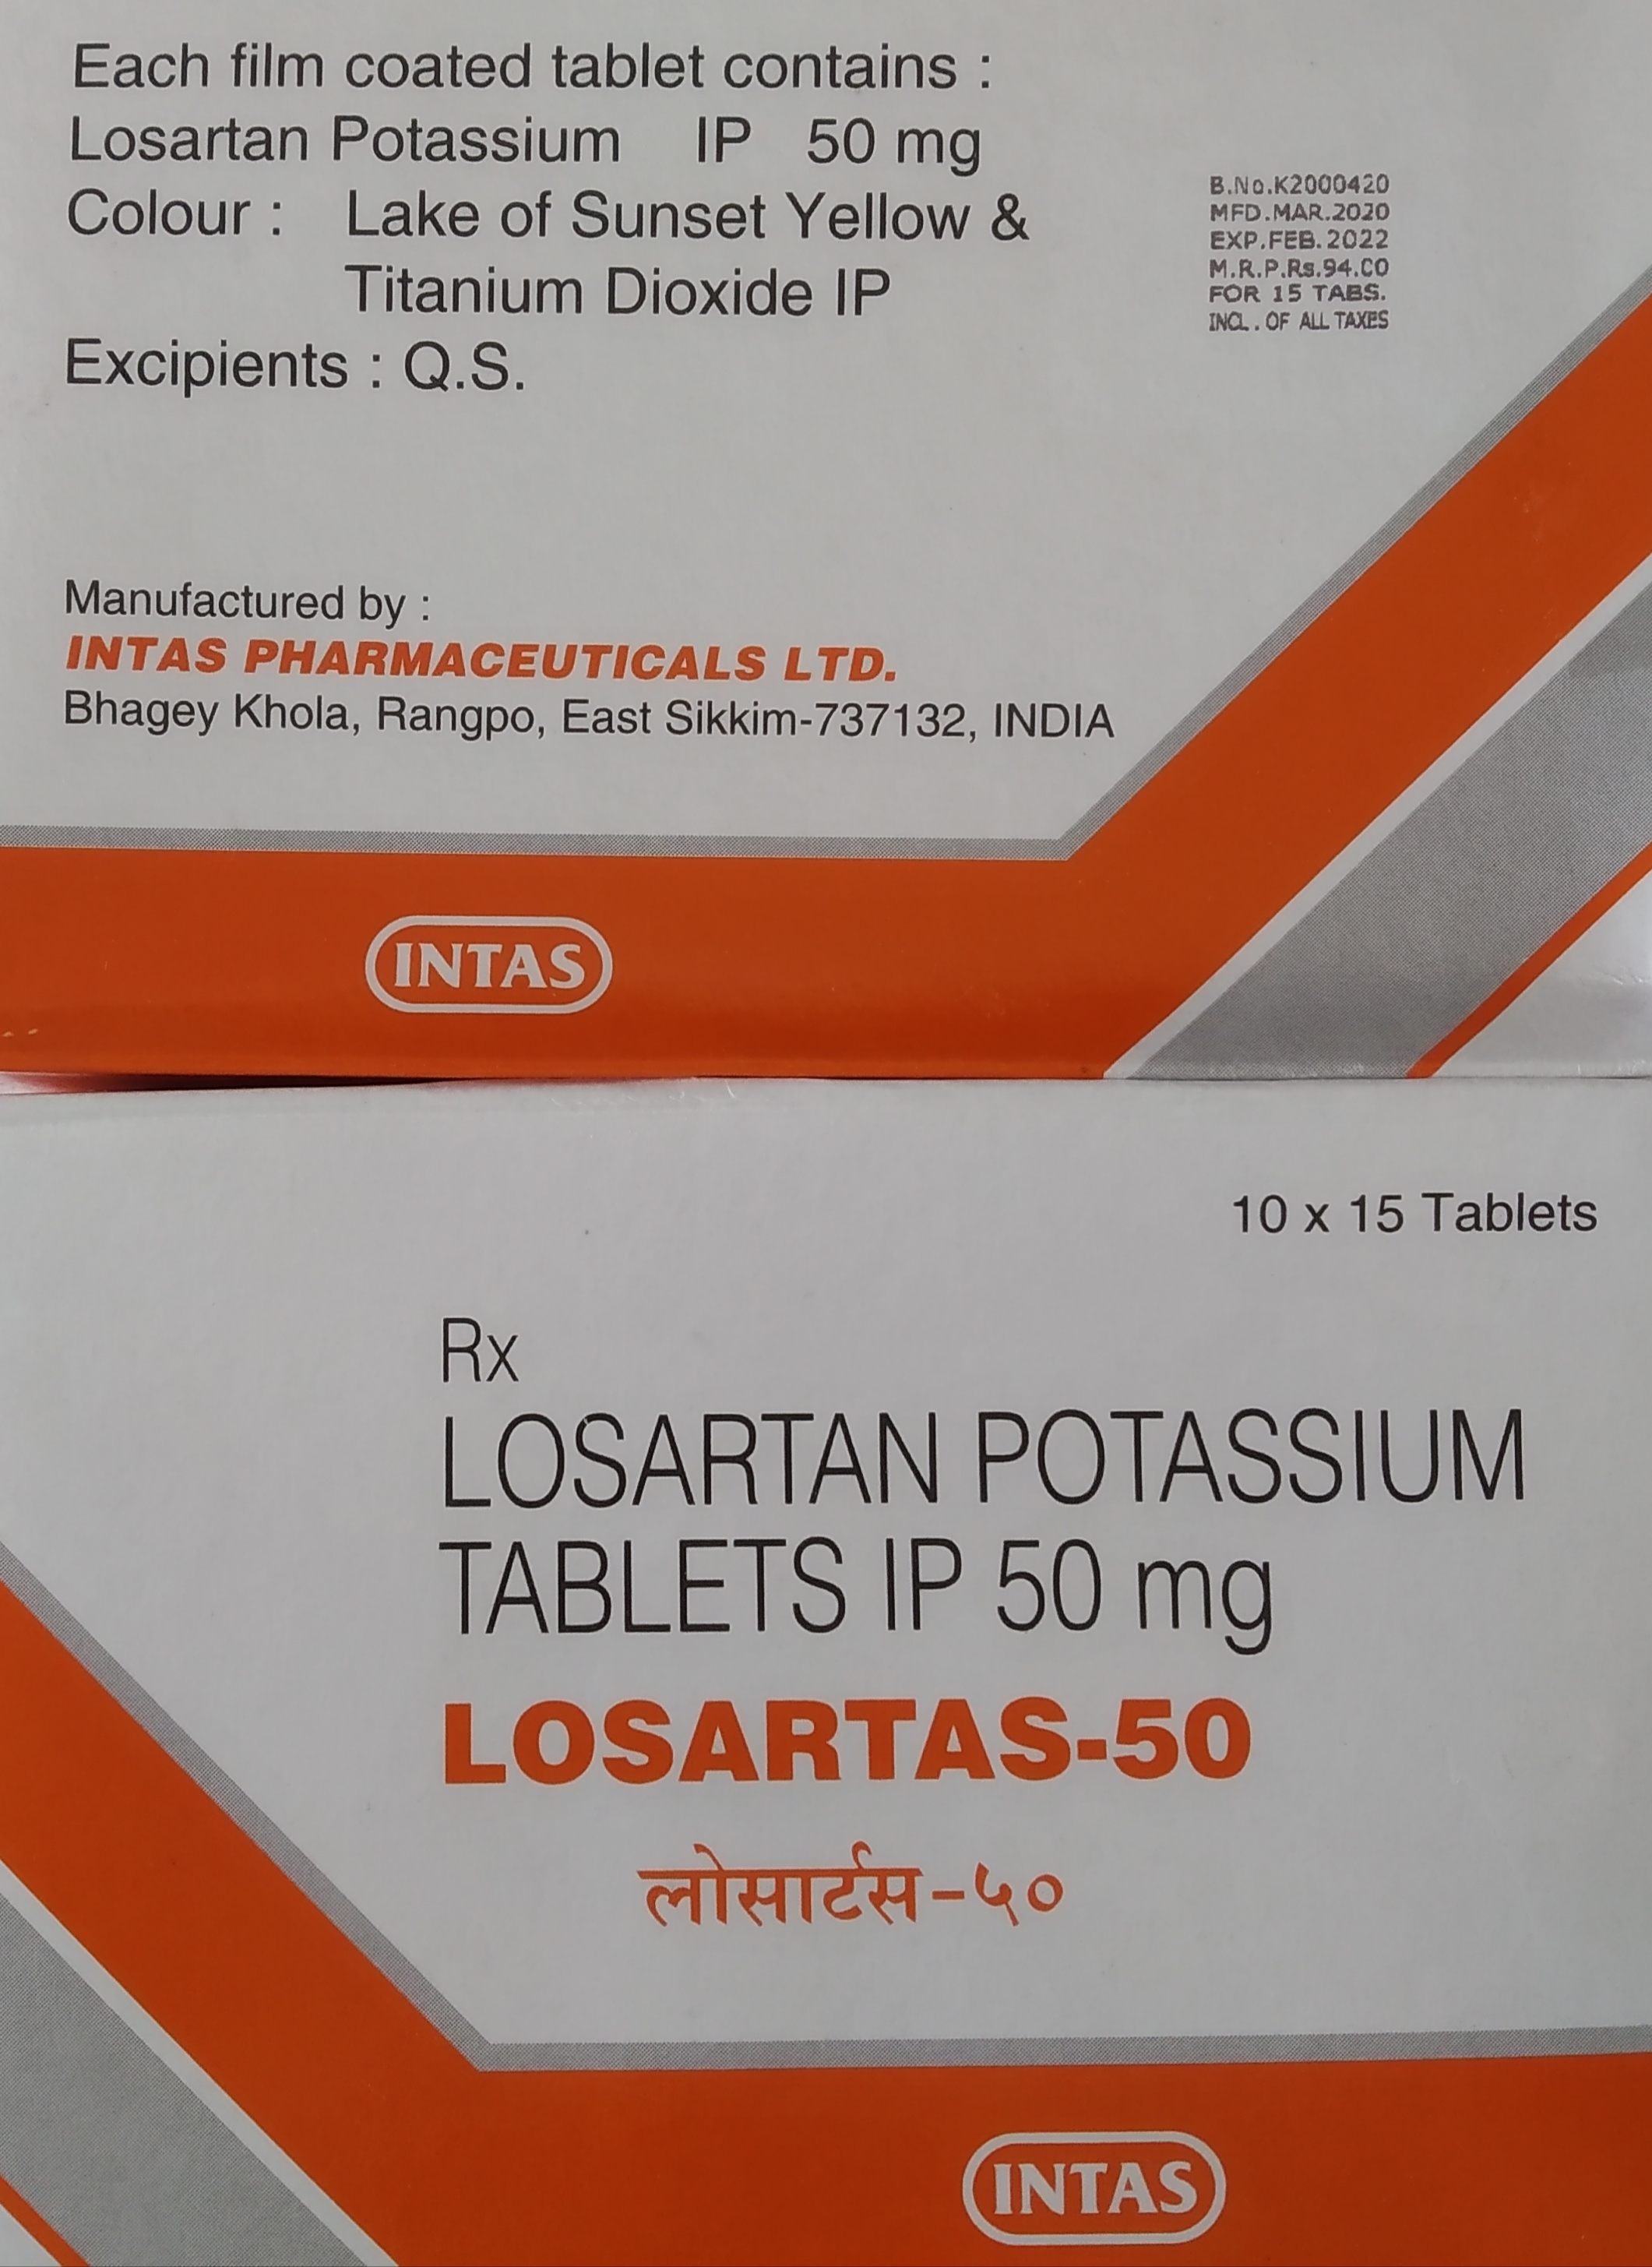 Each film coated tablet contains :
Losartan Potassium IP 50 mg
Colour : Lake of Sunset Yellow &
Titanium Dioxide IP
Excipients : Q.S.
B.No.K2000420
MFD.MAR.2020
EXP.FEB.2022
M.R.P.Rs.94.00
FOR 15 TABS.
INCL. OF ALL TAXES
Manufactured by :
INTAS PHARMACEUTICALS LTD.
Bhagey Khola, Rangpo, East Sikkim-737132, INDIA
INTAS
10 x 15 Tablets
Rx
LOSARTAN POTASSIUM
TABLETS IP 50 mg
LOSARTAS-50
लोसार्टस-५०
INTAS